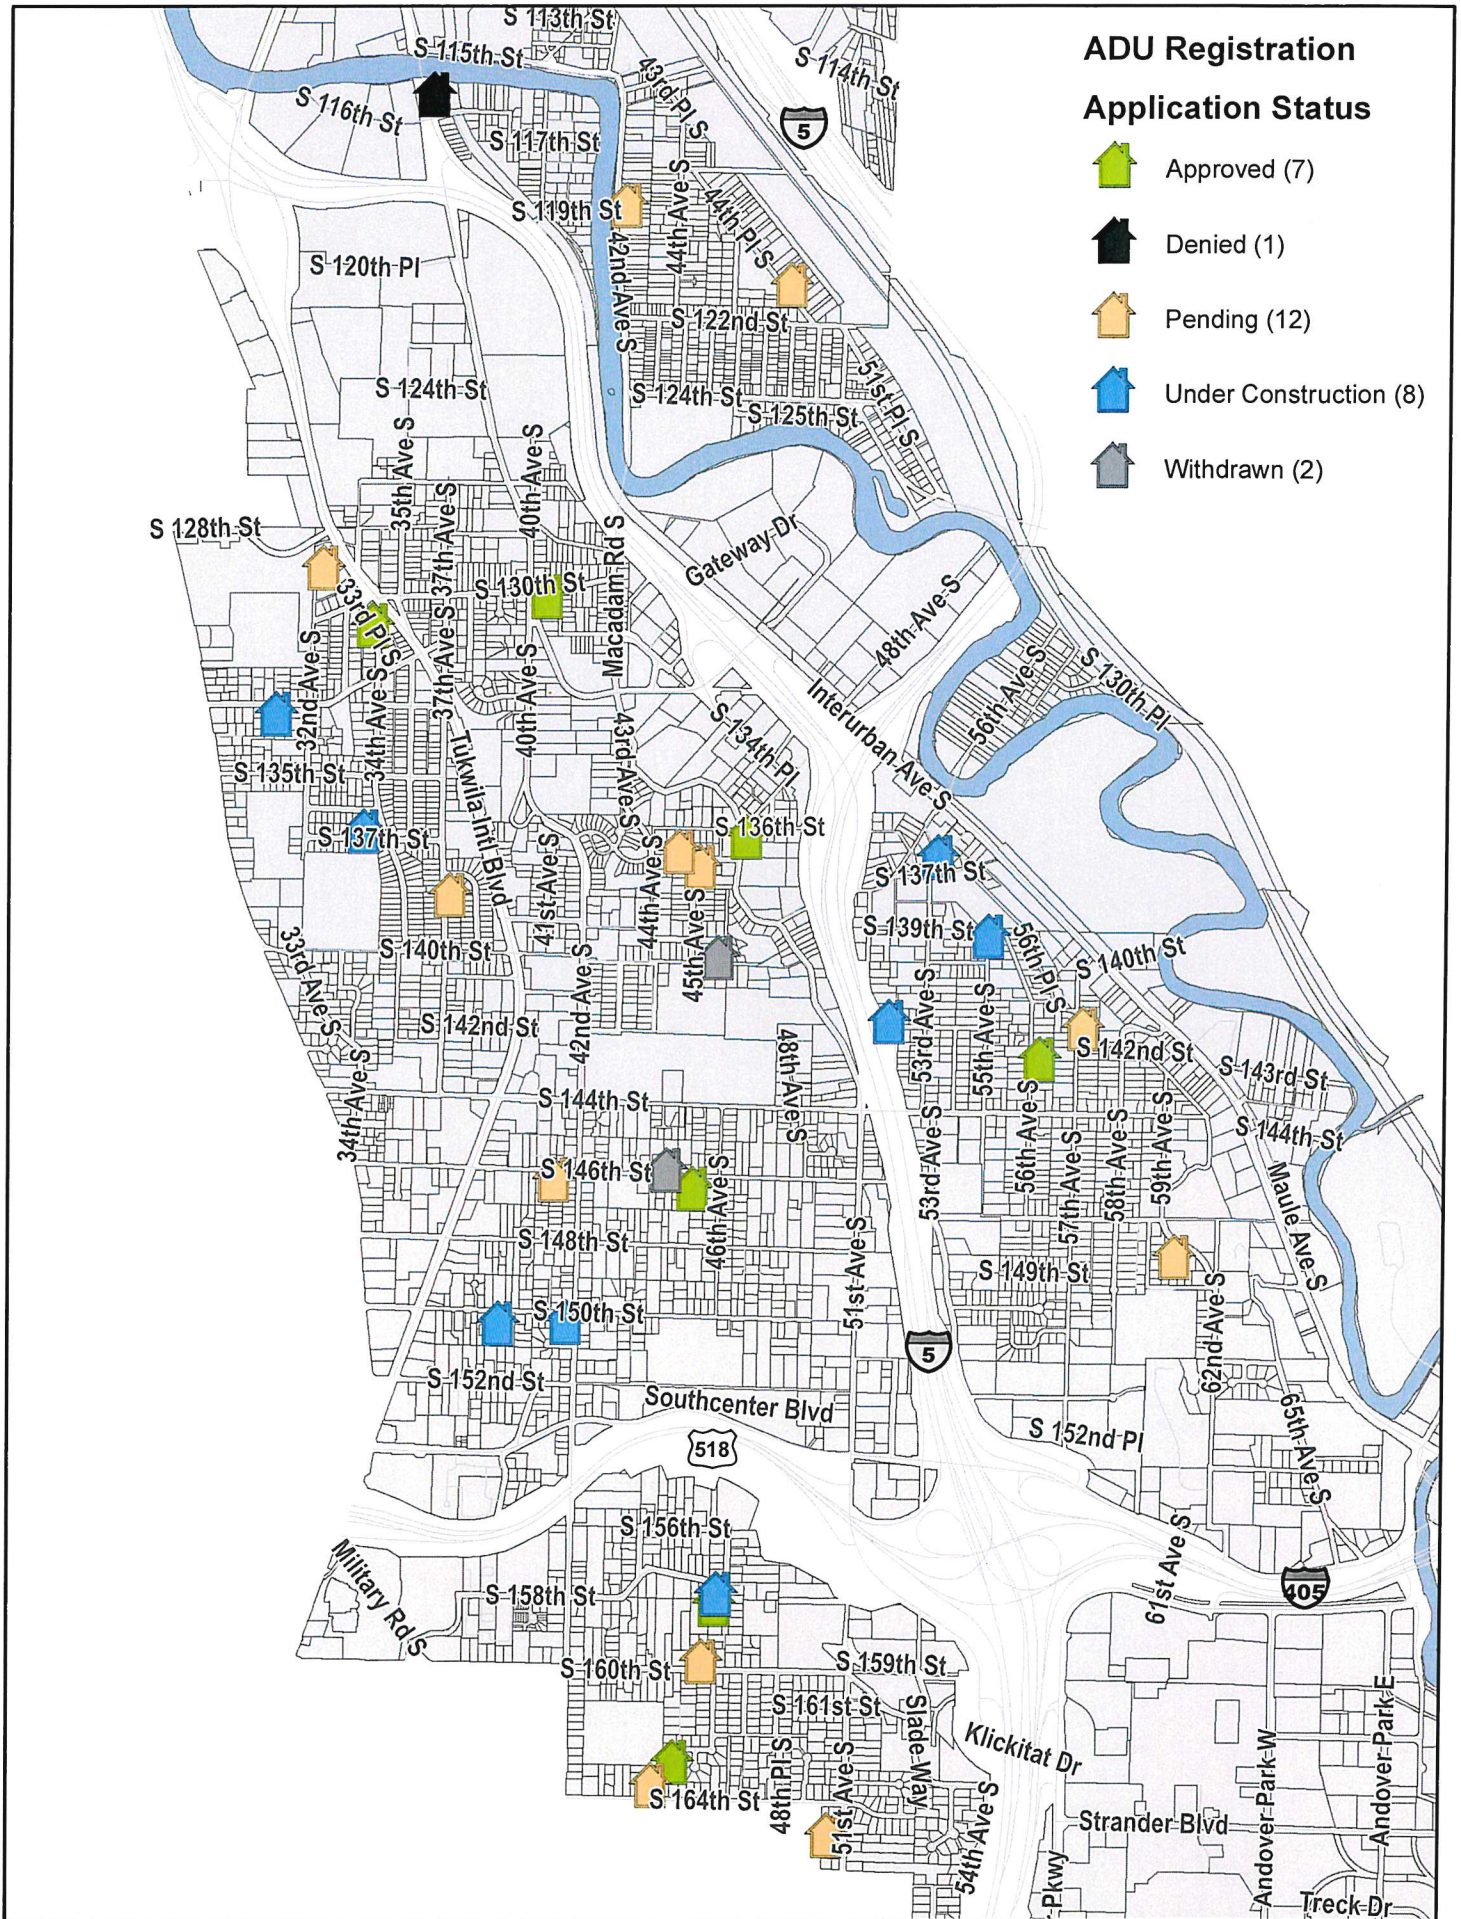 S 113th St
S 115th St
S 114th St
43rd Pl S
5
S 116th St
S 117th St
44th Ave S
44th Pl S
S 119th St
42nd Ave S
S 120th Pl
S 122nd St
S 124th St
S 124th St
S 125th St
51st Pl S
35th Ave S
40th Ave S
37th Ave S
S 128th St
Macadam Rd S
Gateway Dr
S 130th St
33rd Pl S
48th Ave S
32nd Ave S
34th Ave S
37th Ave S
40th Ave S
56th Ave S
S 130th Pl
Interurban Ave S
43rd Ave S
S 134th Pl
Tukwila Intl Blvd
S 135th St
S 136th St
S 137th St
S 137th St
41st Ave S
44th Ave S
45th Ave S
S 139th St
56th Pl S
S 140th St
S 140th St
33rd Ave S
42nd Ave S
53rd Ave S
55th Ave S
S 142nd St
S 142nd St
48th Ave S
S 143rd St
34th Ave S
S 144th St
S 144th St
56th Ave S
57th Ave S
58th Ave S
59th Ave S
53rd Ave S
S 146th St
46th Ave S
Maule Ave S
S 148th St
51st Ave S
S 149th St
62nd Ave S
S 150th St
5
S 152nd St
Southcenter Blvd
65th Ave S
S 152nd Pl
518
S 156th St
61st Ave S
Military Rd S
S 158th St
405
S 159th St
S 160th St
S 161st St
Slade Way
Klickitat Dr
Andover Park W
Andover Park E
48th Pl S
51st Ave S
S 164th St
54th Ave S
Strander Blvd
Pkwy
Treck Dr
ADU Registration
Application Status
Approved (7)
Denied (1)
Pending (12)
Under Construction (8)
Withdrawn (2)